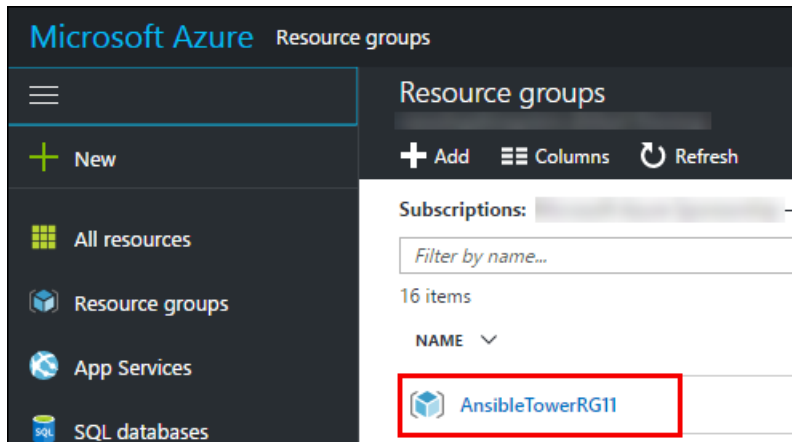 Microsoft Azure Resource groups
New
All resources
Resource groups
App Services
SQL
SQL databases
Resource groups
Add Columns Refresh
Subscriptions:
Filter by name...
16 items
NAME
AnsibleTowerRG11